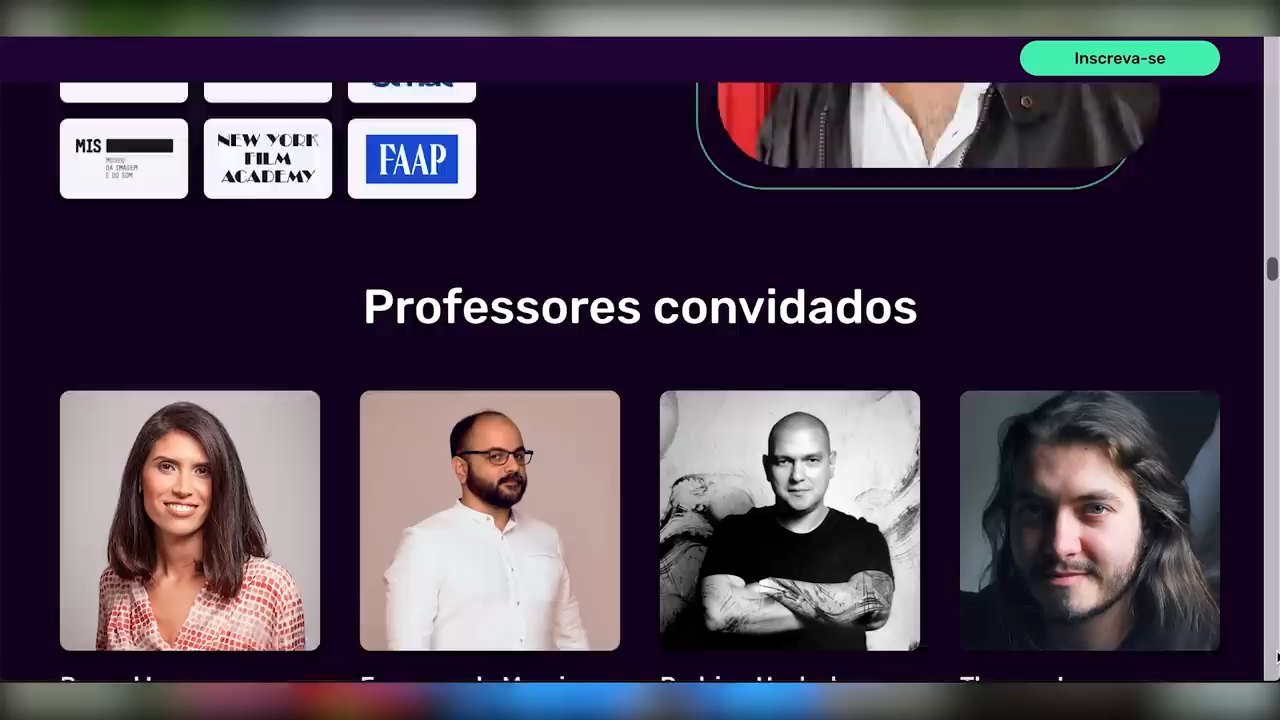 Inscreva-se
MIS
MUSEU
DA IMAGEM
E DO SOM
NEW YORK
FILM
ACADEMY
FAAP
Professores convidados